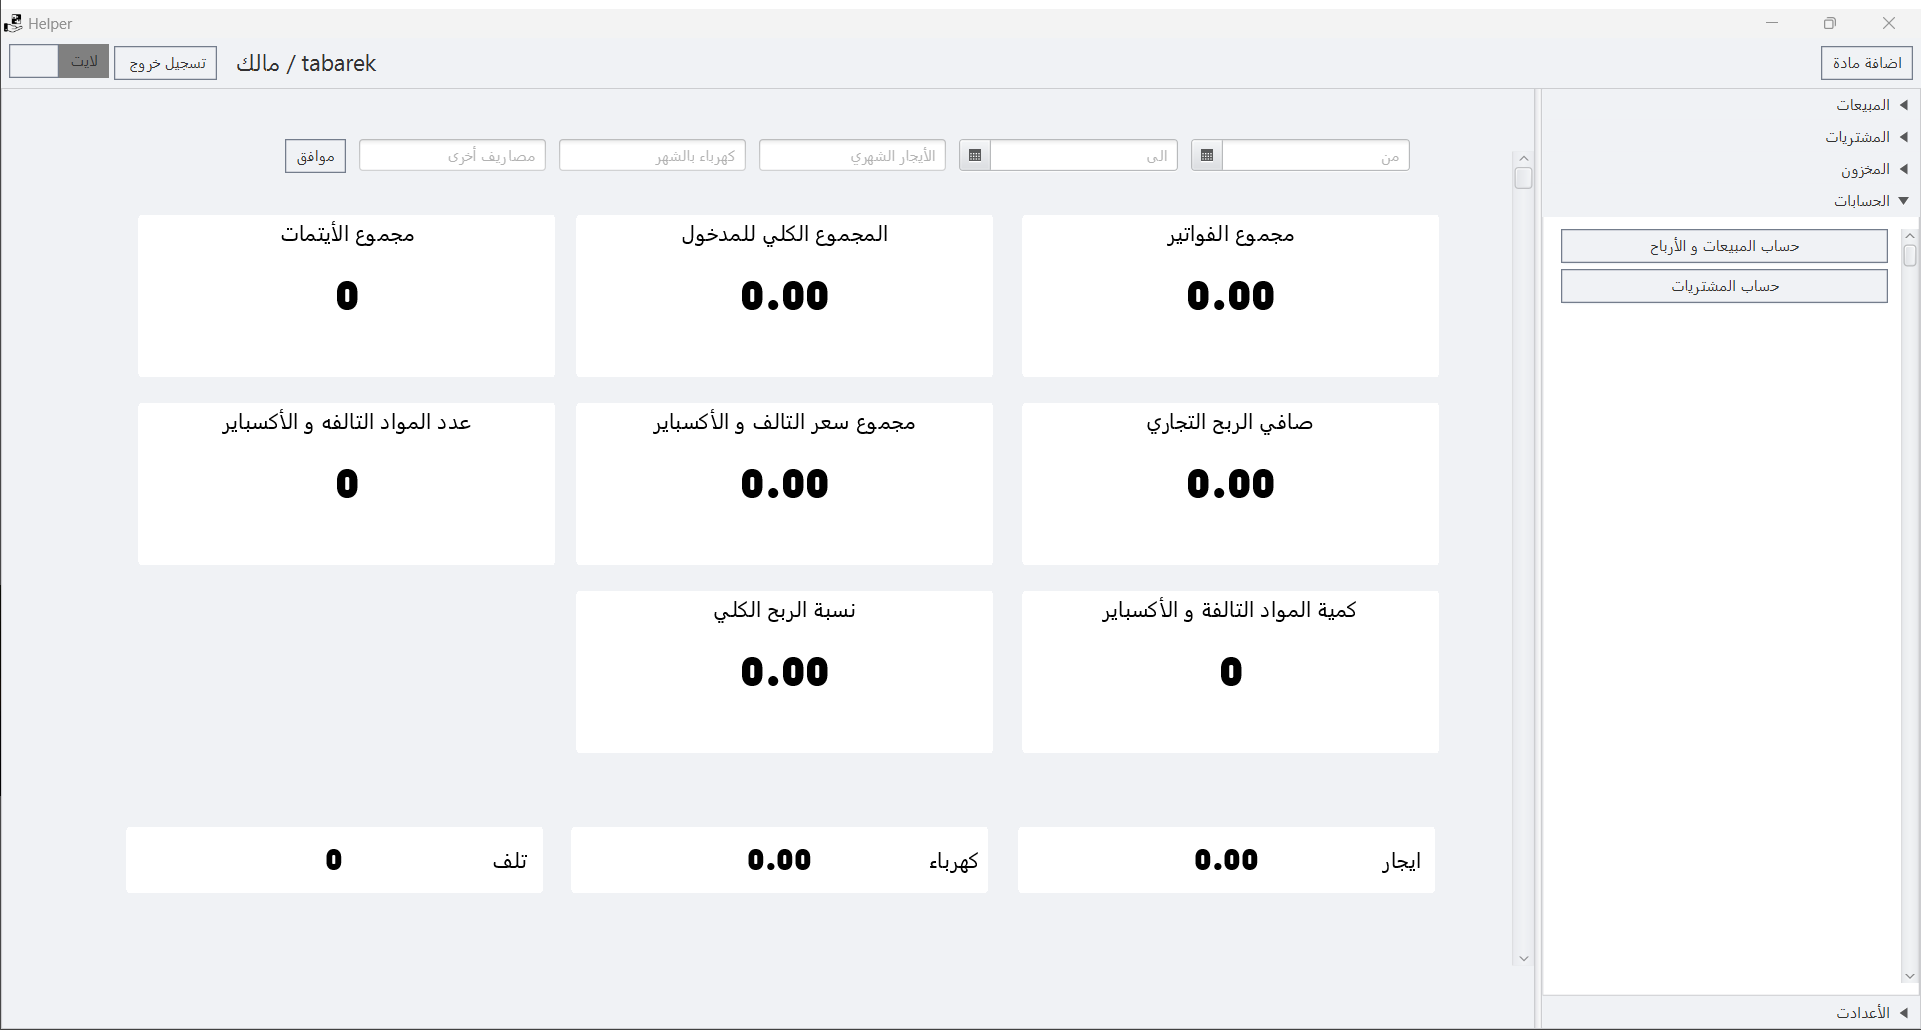 Helper
اضافة مادة
tabarek / مالك
تسجيل خروج
لايت
المبيعات
المشتريات
المخزون
الحسابات
حساب المبيعات و الأرباح
حساب المشتريات
الأعدادت
من
الى
الأيجار الشهري
كهرباء بالشهر
مصاريف أخرى
موافق
مجموع الفواتير
0.00
المجموع الكلي للمدخول
0.00
مجموع الأيتمات
0
صافي الربح التجاري
0.00
مجموع سعر التالف و الأكسباير
0.00
عدد المواد التالفه و الأكسباير
0
كمية المواد التالفة و الأكسباير
0
نسبة الربح الكلي
0.00
ايجار 0.00
كهرباء 0.00
تلف 0